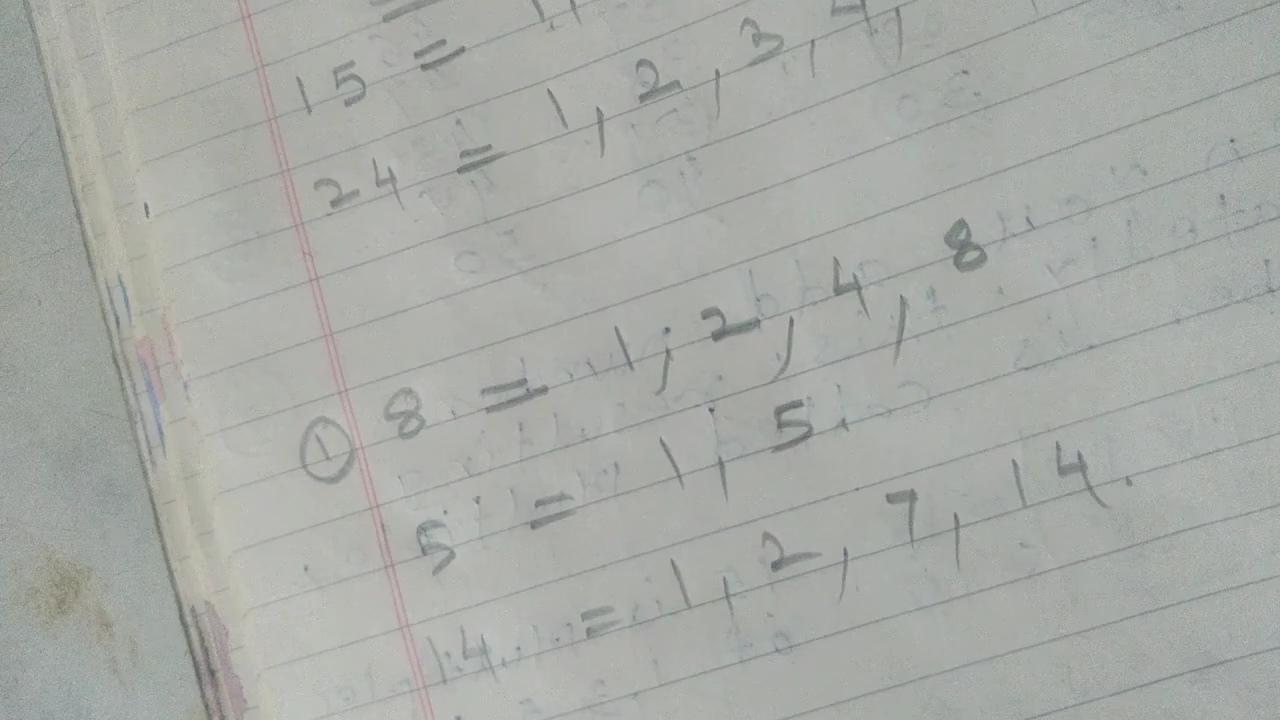 15 = 1,
24 = 1, 2, 3, 4,
① 8 = 1, 2, 4, 8
5 = 1, 5.
14 = 1, 2, 7, 14.